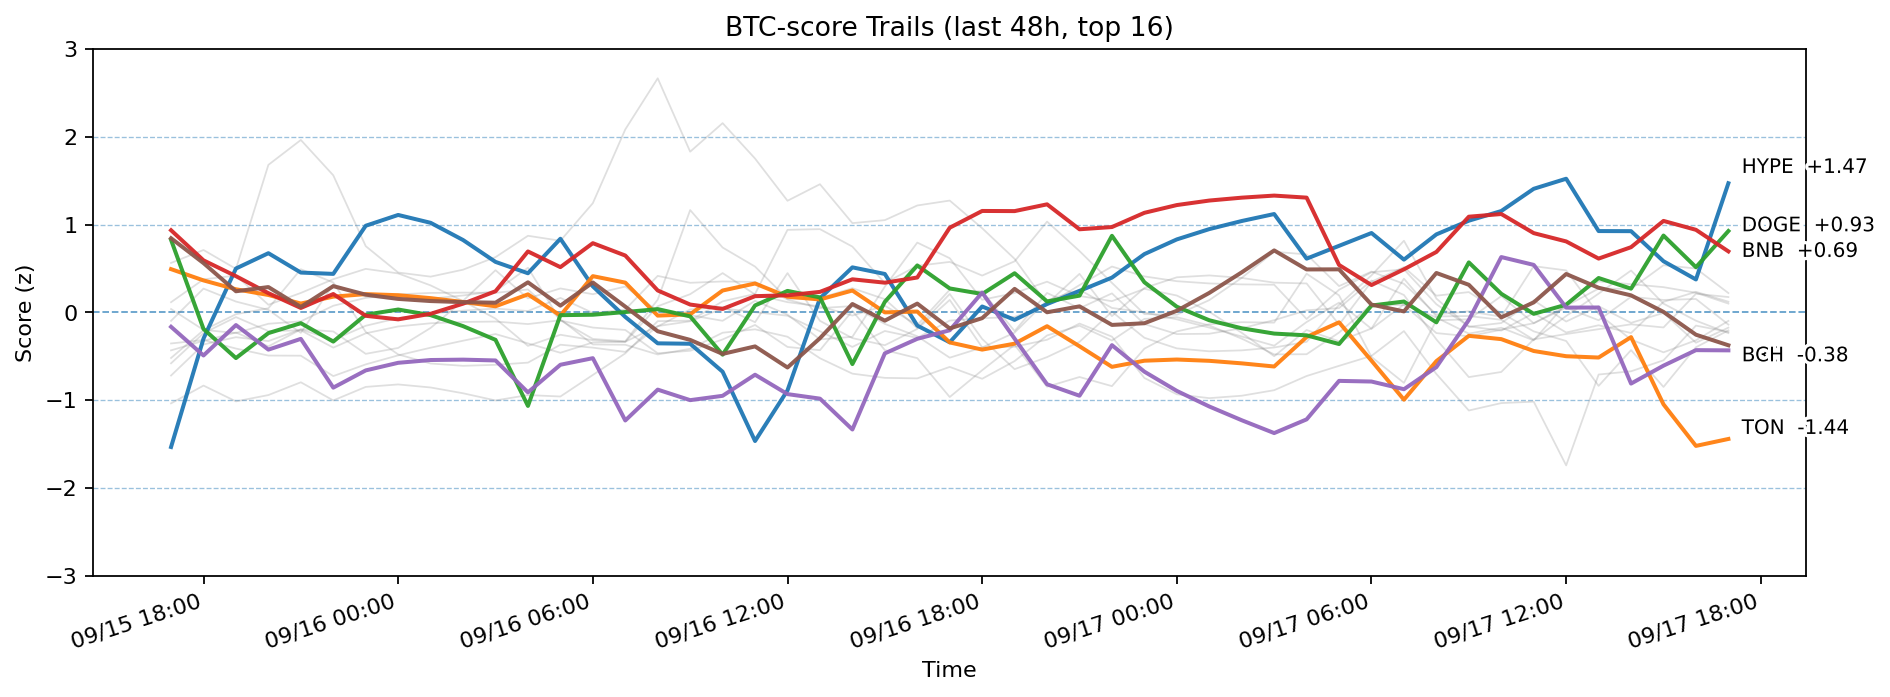 BTC-score Trails (last 48h, top 16)
Score (z)
3
2
1
0
−1
−2
−3
HYPE +1.47
DOGE +0.93
BNB +0.69
BCH -0.38
TON -1.44
09/15 18:00
09/16 00:00
09/16 06:00
09/16 12:00
09/16 18:00
09/17 00:00
09/17 06:00
09/17 12:00
09/17 18:00
Time